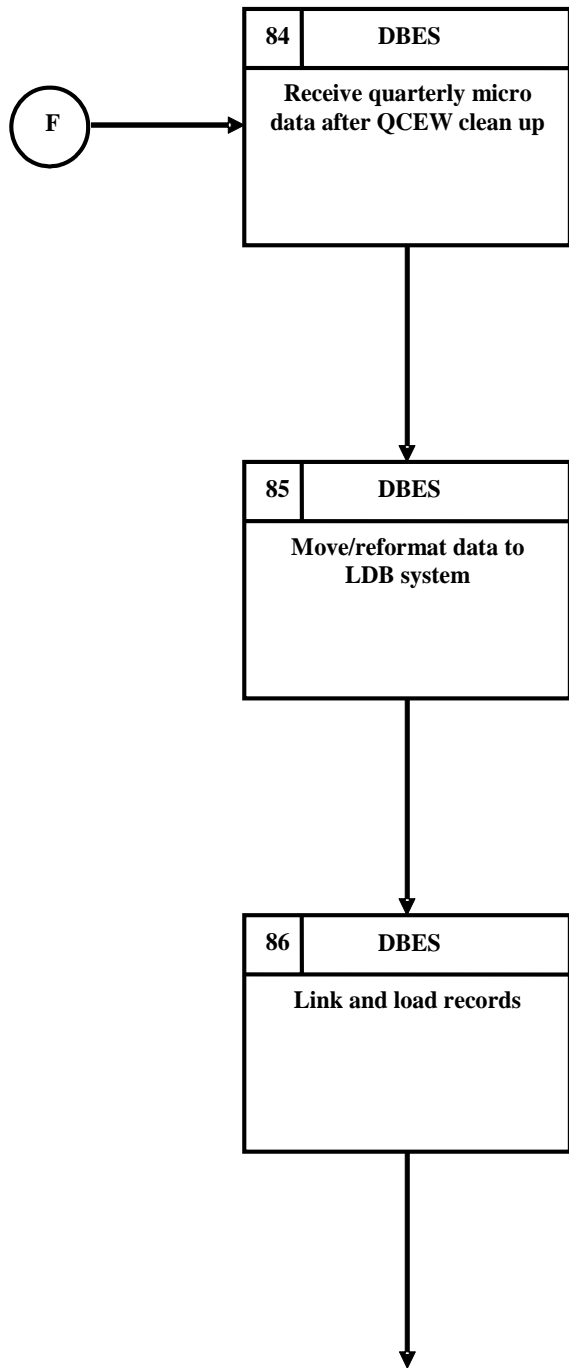 84 DBES
F
Receive quarterly micro
data after QCEW clean up
85 DBES
Move/reformat data to
LDB system
86 DBES
Link and load records